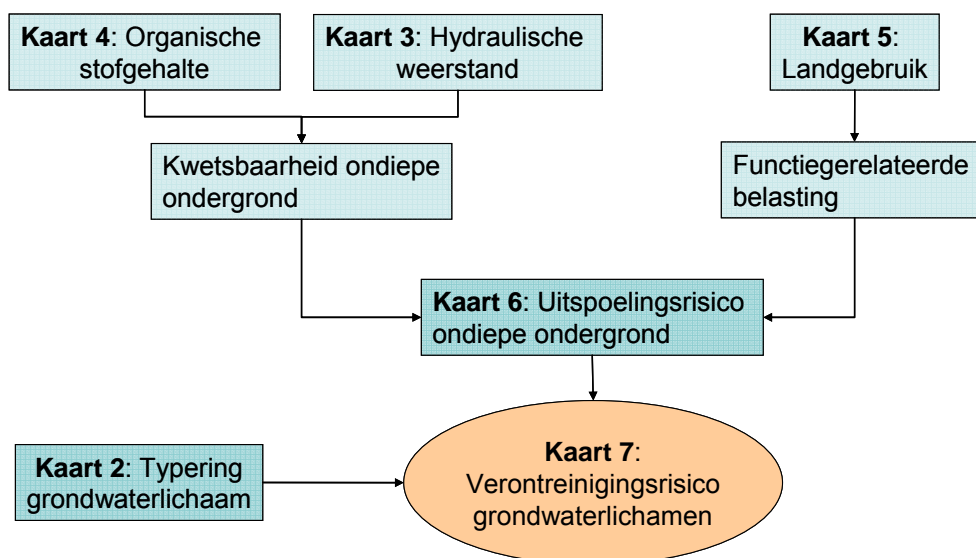 Kaart 4: Organische
stofgehalte
Kaart 3: Hydraulische
weerstand
Kaart 5:
Landgebruik
Kwetsbaarheid ondiepe
ondergrond
Functiegerelateerde
belasting
Kaart 6: Uitspoelingsrisico
ondiepe ondergrond
Kaart 2: Typering
grondwaterlichaam
Kaart 7:
Verontreinigingsrisico
grondwaterlichamen